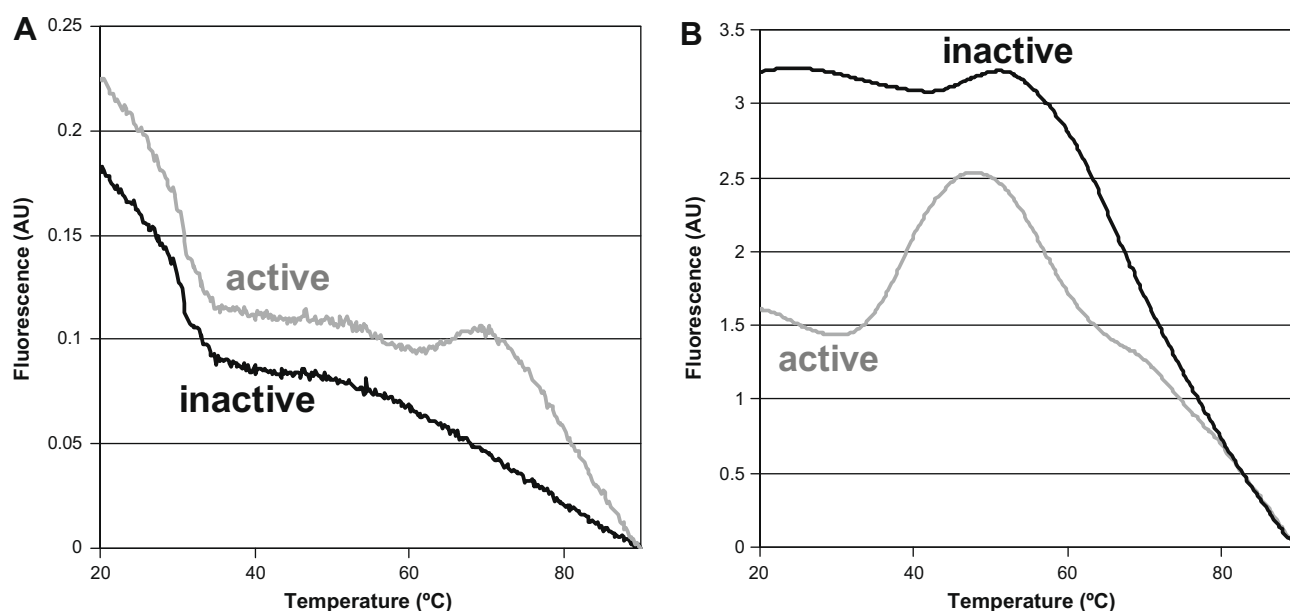 A
0.25
0.2
0.15
0.1
0.05
0
20
40
60
80
Fluorescence (AU)
Temperature (ºC)
active
inactive
B
3.5
3
2.5
2
1.5
1
0.5
0
20
40
60
80
Fluorescence (AU)
Temperature (ºC)
inactive
active